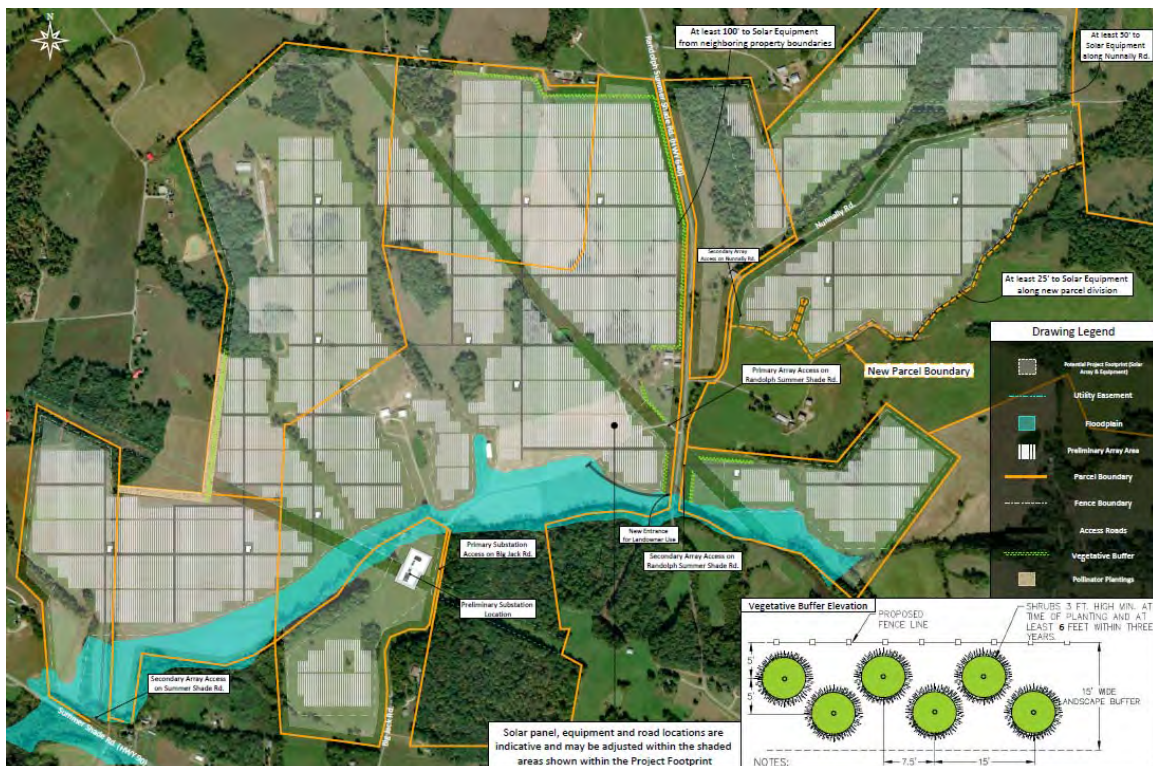 N
At least 100' to Solar Equipment
from neighboring property boundaries
At least 50' to
Solar Equipment
along Nunnally Rd.
Randolph Summer Shade Rd. (HWY 640)
Nunnally Rd.
Secondary Array
Access on Nunnally Rd.
At least 25' to Solar Equipment
along new parcel division
New Parcel Boundary
Primary Array Access on
Randolph Summer Shade Rd.
New Entrance
for Landowner Use
Secondary Array Access on
Randolph Summer Shade Rd.
Primary Substation
Access on Big Jack Rd.
Preliminary Substation
Location
Secondary Array Access
on Summer Shade Rd.
Summer Shade Rd (HWY 90)
Big Jack Rd.
Drawing Legend
Potential Project Footprint (Solar
Array & Equipment)
Utility Easement
Floodplain
Preliminary Array Area
Parcel Boundary
Fence Boundary
Access Roads
Vegetative Buffer
Pollinator Plantings
Solar panel, equipment and road locations are
indicative and may be adjusted within the shaded
areas shown within the Project Footprint
Vegetative Buffer Elevation
PROPOSED
FENCE LINE
SHRUBS 3 FT. HIGH MIN. AT
TIME OF PLANTING AND AT
LEAST 6 FEET WITHIN THREE
YEARS.
5'
5'
15' WIDE
LANDSCAPE BUFFER
7.5'
15'
NOTES: